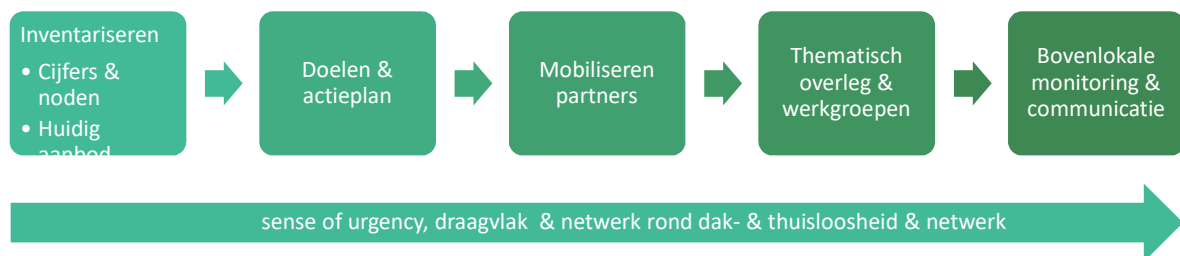 Inventariseren
• Cijfers &
noden
• Huidig
aanbod
Doelen &
actieplan
Mobiliseren
partners
Thematisch
overleg &
werkgroepen
Bovenlokale
monitoring &
communicatie
sense of urgency, draagvlak & netwerk rond dak- & thuisloosheid & netwerk